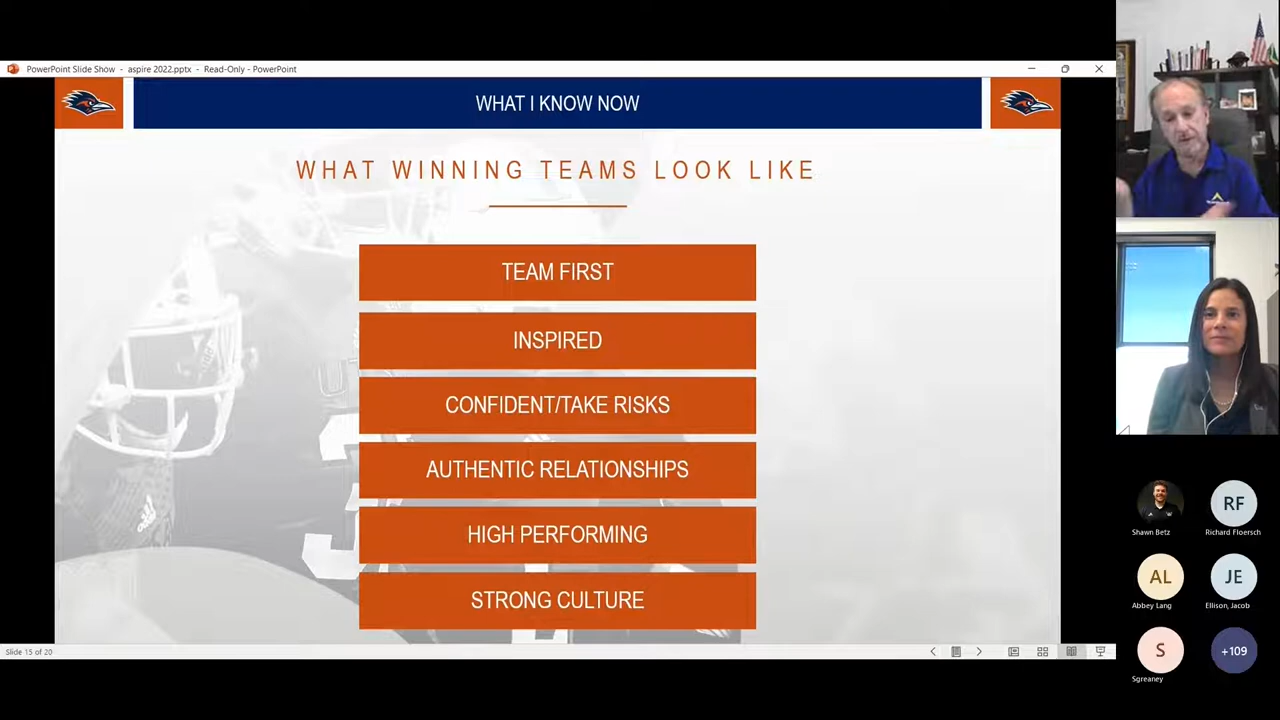 PowerPoint Slide Show - aspire 2022.pptx - Read-Only - PowerPoint
WHAT I KNOW NOW
WHAT WINNING TEAMS LOOK LIKE
TEAM FIRST
INSPIRED
CONFIDENT/TAKE RISKS
AUTHENTIC RELATIONSHIPS
HIGH PERFORMING
STRONG CULTURE
Slide 15 of 20
RF
Shawn Betz
Richard Floersch
AL
JE
Abbey Lang
Ellison, Jacob
S
+109
Sgreaney